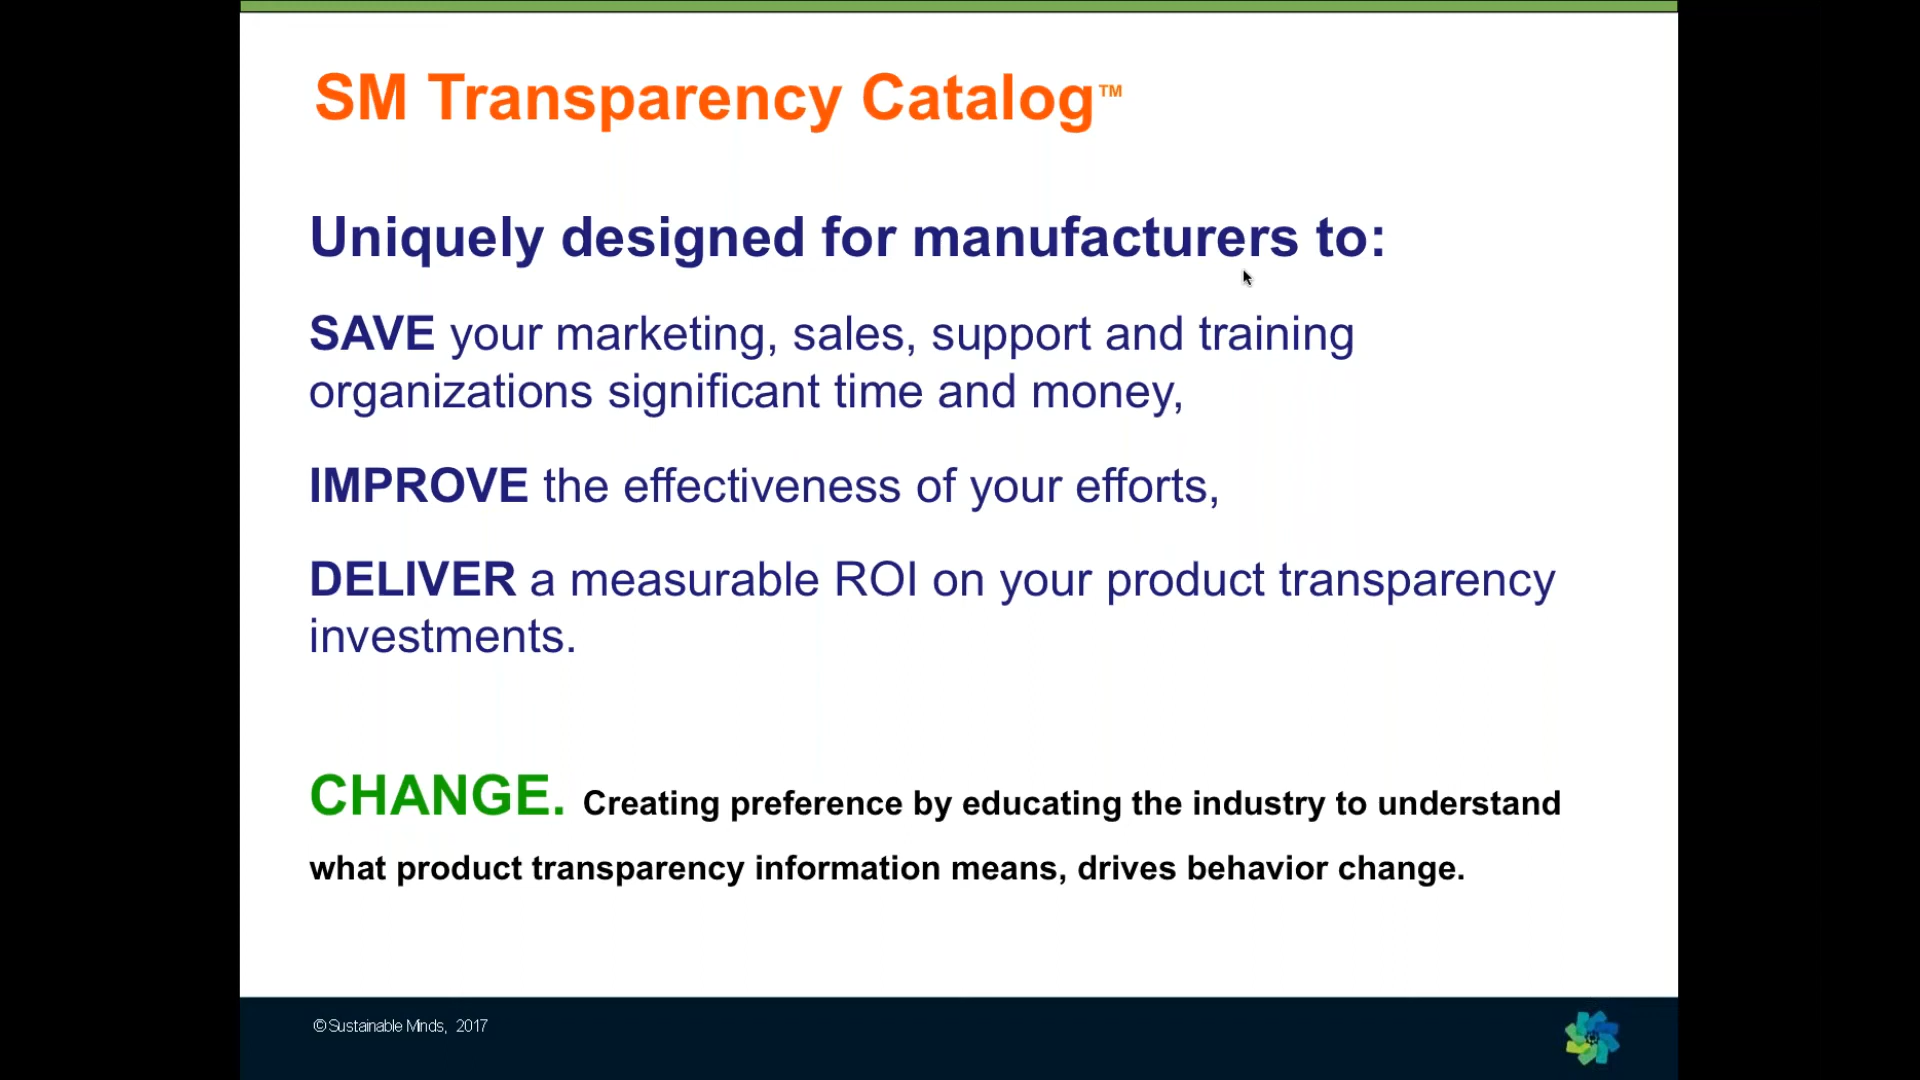 SM Transparency Catalog™
Uniquely designed for manufacturers to:
SAVE your marketing, sales, support and training
organizations significant time and money,
IMPROVE the effectiveness of your efforts,
DELIVER a measurable ROI on your product transparency
investments.
CHANGE. Creating preference by educating the industry to understand
what product transparency information means, drives behavior change.
© Sustainable Minds, 2017